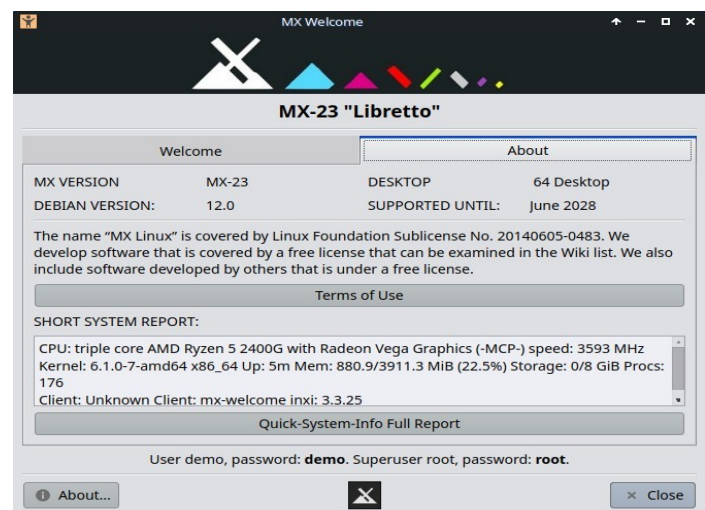 MX Welcome
MX-23 "Libretto"
Welcome
About
MX VERSION MX-23 DESKTOP 64 Desktop
DEBIAN VERSION: 12.0 SUPPORTED UNTIL: June 2028
The name “MX Linux” is covered by Linux Foundation Sublicense No. 20140605-0483. We
develop software that is covered by a free license that can be examined in the Wiki list. We also
include software developed by others that is under a free license.
Terms of Use
SHORT SYSTEM REPORT:
CPU: triple core AMD Ryzen 5 2400G with Radeon Vega Graphics (-MCP-) speed: 3593 MHz
Kernel: 6.1.0-7-amd64 x86_64 Up: 5m Mem: 880.9/3911.3 MiB (22.5%) Storage: 0/8 GiB Procs:
176
Client: Unknown Client: mx-welcome inxi: 3.3.25
Quick-System-Info Full Report
User demo, password: demo. Superuser root, password: root.
About...
Close